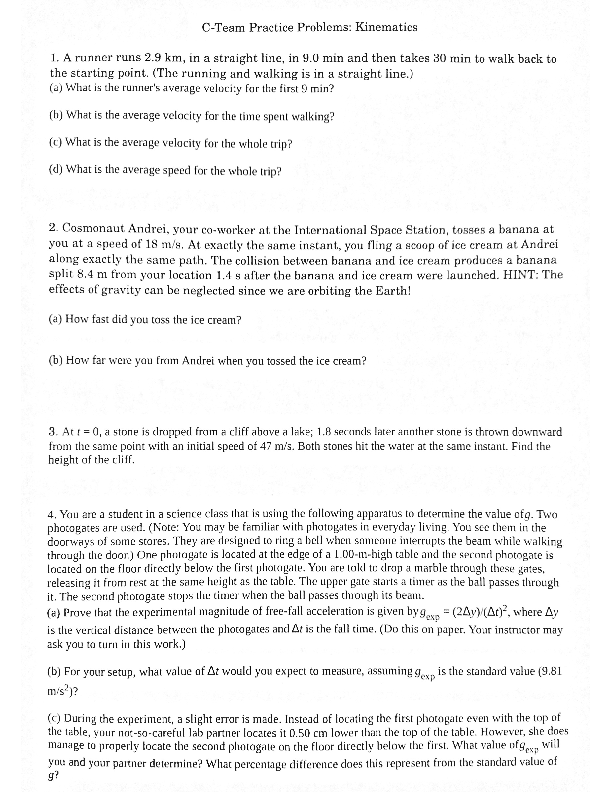 C-Team Practice Problems: Kinematics
1. A runner runs 2.9 km, in a straight line, in 9.0 min and then takes 30 min to walk back to
the starting point. (The running and walking is in a straight line.)
(a) What is the runner's average velocity for the first 9 min?
(b) What is the average velocity for the time spent walking?
(c) What is the average velocity for the whole trip?
(d) What is the average speed for the whole trip?
2. Cosmonaut Andrei, your co-worker at the International Space Station, tosses a banana at
you at a speed of 18 m/s. At exactly the same instant, you fling a scoop of ice cream at Andrei
along exactly the same path. The collision between banana and ice cream produces a banana
split 8.4 m from your location 1.4 s after the banana and ice cream were launched. HINT: The
effects of gravity can be neglected since we are orbiting the Earth!
(a) How fast did you toss the ice cream?
(b) How far were you from Andrei when you tossed the ice cream?
3. At t = 0, a stone is dropped from a cliff above a lake; 1.8 seconds later another stone is thrown downward
from the same point with an initial speed of 47 m/s. Both stones hit the water at the same instant. Find the
height of the cliff.
4. You are a student in a science class that is using the following apparatus to determine the value of g. Two
photogates are used. (Note: You may be familiar with photogates in everyday living. You see them in the
doorways of some stores. They are designed to ring a bell when someone interrupts the beam while walking
through the door.) One photogate is located at the edge of a 1.00-m-high table and the second photogate is
located on the floor directly below the first photogate. You are told to drop a marble through these gates,
releasing it from rest at the same height as the table. The upper gate starts a timer as the ball passes through
it. The second photogate stops the timer when the ball passes through its beam.
(a) Prove that the experimental magnitude of free-fall acceleration is given by g_exp = (2Δy)/(Δt)², where Δy
is the vertical distance between the photogates and Δt is the fall time. (Do this on paper. Your instructor may
ask you to turn in this work.)
(b) For your setup, what value of Δt would you expect to measure, assuming g_exp is the standard value (9.81
m/s²)?
(c) During the experiment, a slight error is made. Instead of locating the first photogate even with the top of
the table, your not-so-careful lab partner locates it 0.50 cm lower than the top of the table. However, she does
manage to properly locate the second photogate on the floor directly below the first. What value of g_exp will
you and your partner determine? What percentage difference does this represent from the standard value of
g?